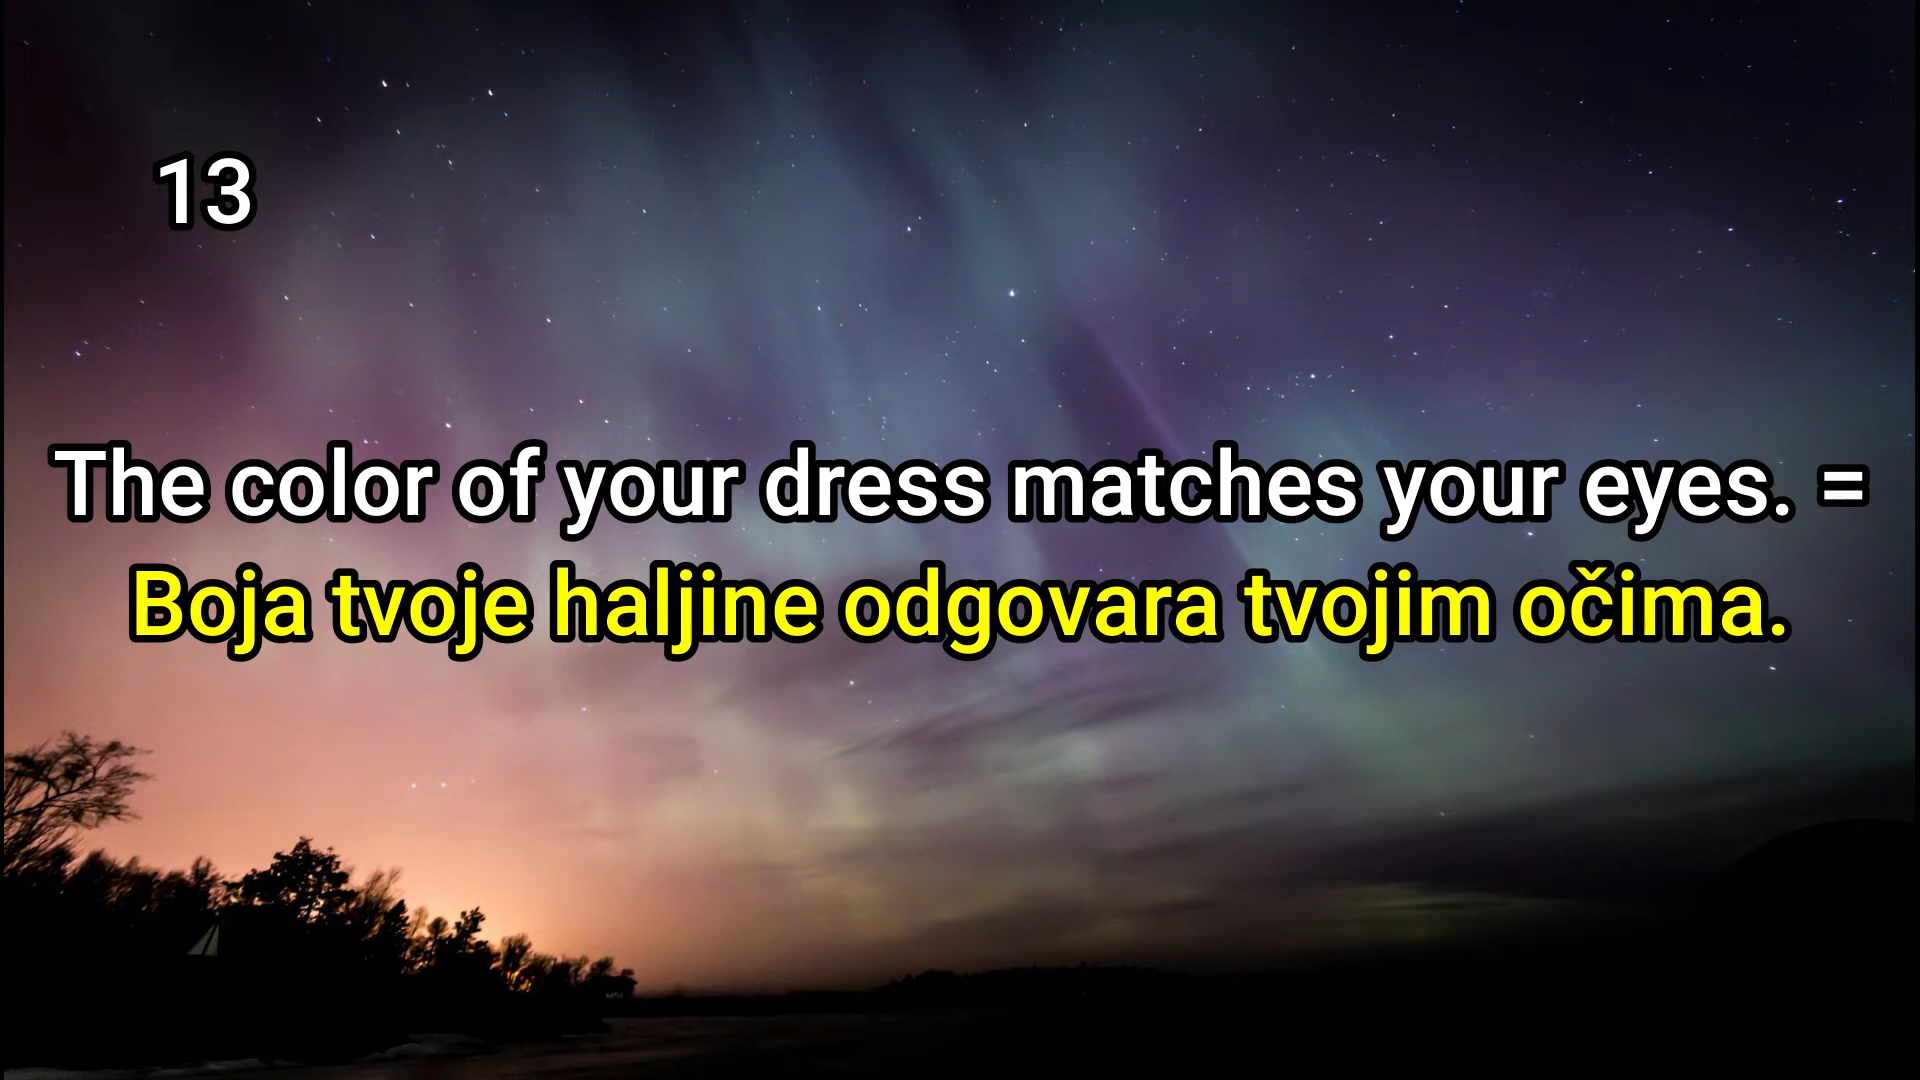 13
The color of your dress matches your eyes. =
Boja tvoje haljine odgovara tvojim očima.